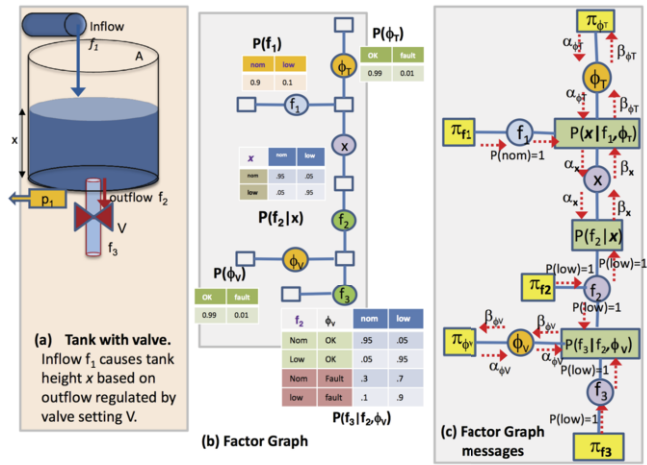 Inflow
f₁
A
x
p₁
outflow f₂
V
f₃
(a) Tank with valve.
Inflow f₁ causes tank
height x based on
outflow regulated by
valve setting V.
P(f₁)
nom low
0.9 0.1
P(ϕT)
OK fault
0.99 0.01
ϕT
f₁
x
x nom low
nom .95 .05
low .05 .95
P(f₂|x)
f₂
ϕV
P(ϕV)
OK fault
0.99 0.01
f₃
f₂ ϕV nom low
Nom OK .95 .05
Low OK .05 .95
Nom Fault .3 .7
low fault .1 .9
P(f₃|f₂,ϕV)
(b) Factor Graph
πϕT
αϕT βϕT
ϕT
αϕT βϕT
πf1
f₁
P(x|f₁,ϕT)
P(nom)=1
αx βx
x
αx βx
P(f₂|x)
P(low)=1 P(low)=1
πf2
f₂
P(low)=1
βϕV βϕV
πϕV
ϕV
P(f₃|f₂,ϕV)
αϕV αϕV
P(low)=1
f₃
P(low)=1
πf3
(c) Factor Graph
messages